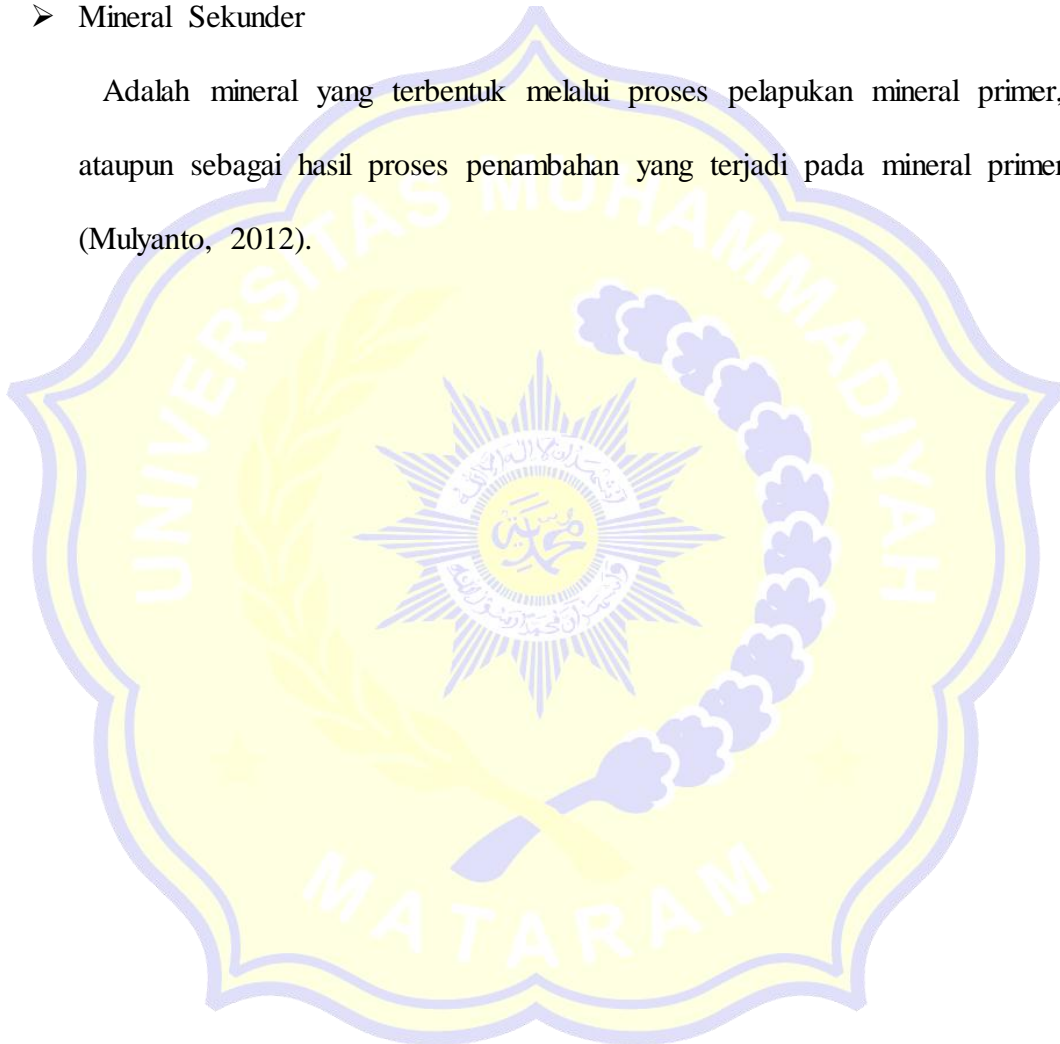 ➢ Mineral Sekunder
Adalah mineral yang terbentuk melalui proses pelapukan mineral primer,
ataupun sebagai hasil proses penambahan yang terjadi pada mineral primer
(Mulyanto, 2012).
UNIVERSITAS MUHAMMADIYAH
MATARAM